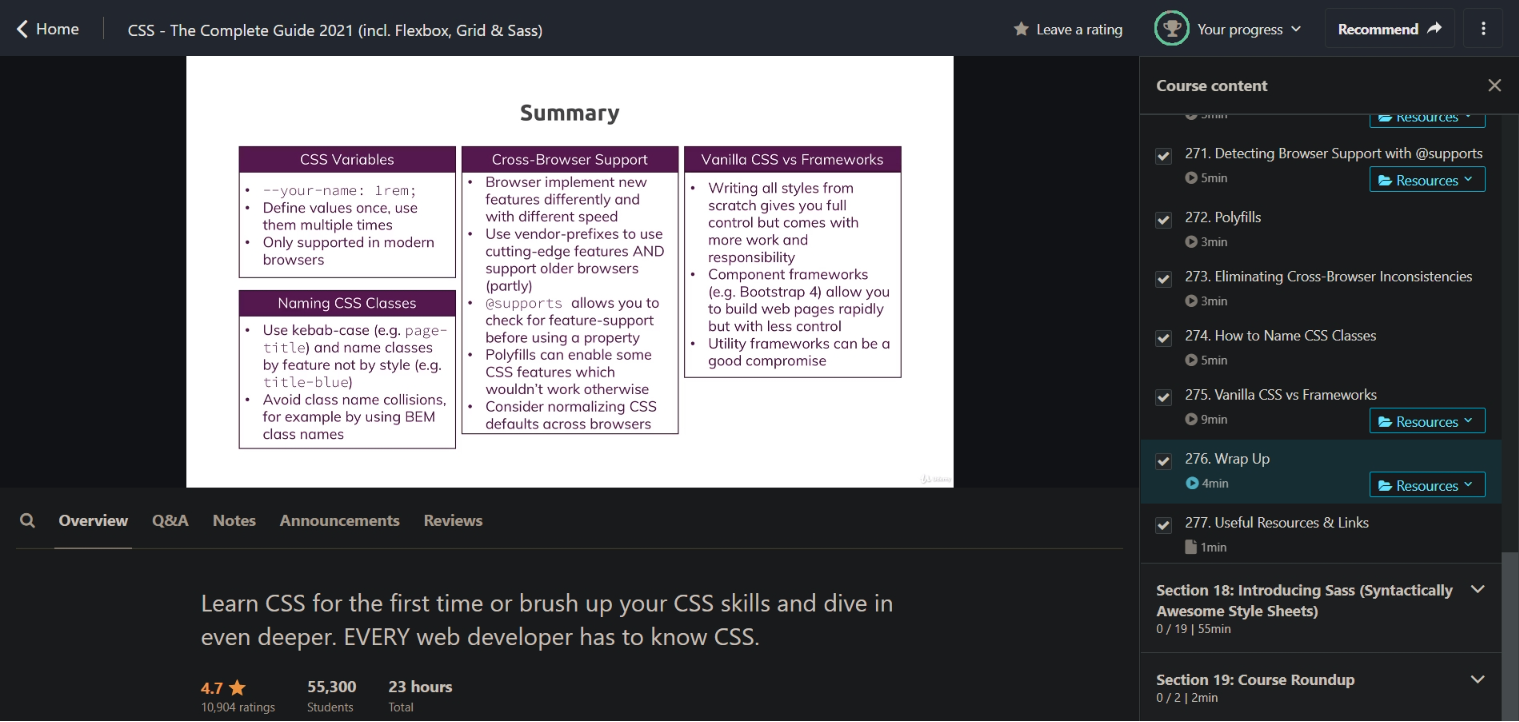 Home
CSS - The Complete Guide 2021 (incl. Flexbox, Grid & Sass)
Leave a rating
Your progress
Recommend
Summary
CSS Variables
--your-name: 1rem;
Define values once, use
them multiple times
Only supported in modern
browsers
Naming CSS Classes
Use kebab-case (e.g. page-
title) and name classes
by feature not by style (e.g.
title-blue)
Avoid class name collisions,
for example by using BEM
class names
Cross-Browser Support
Browser implement new
features differently and
with different speed
Use vendor-prefixes to use
cutting-edge features AND
support older browsers
(partly)
@supports allows you to
check for feature-support
before using a property
Polyfills can enable some
CSS features which
wouldn't work otherwise
Consider normalizing CSS
defaults across browsers
Vanilla CSS vs Frameworks
Writing all styles from
scratch gives you full
control but comes with
more work and
responsibility
Component frameworks
(e.g. Bootstrap 4) allow you
to build web pages rapidly
but with less control
Utility frameworks can be a
good compromise
Overview
Q&A
Notes
Announcements
Reviews
Learn CSS for the first time or brush up your CSS skills and dive in
even deeper. EVERY web developer has to know CSS.
4.7
10,904 ratings
55,300
Students
23 hours
Total
Course content
Resources
271. Detecting Browser Support with @supports
5min
Resources
272. Polyfills
3min
273. Eliminating Cross-Browser Inconsistencies
3min
274. How to Name CSS Classes
5min
275. Vanilla CSS vs Frameworks
9min
Resources
276. Wrap Up
4min
Resources
277. Useful Resources & Links
1min
Section 18: Introducing Sass (Syntactically
Awesome Style Sheets)
0 / 19 | 55min
Section 19: Course Roundup
0 / 2 | 2min